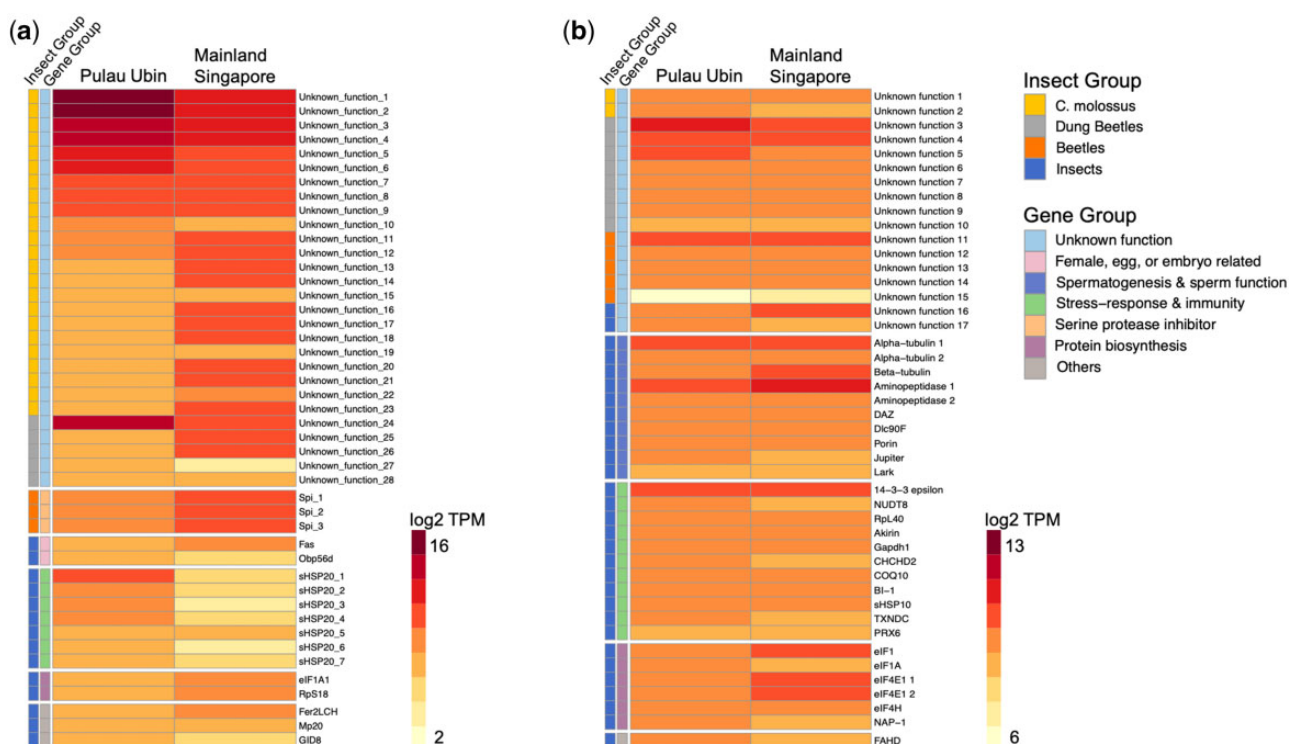 (a)
Insect Group
Gene Group
Pulau Ubin
Mainland
Singapore
Unknown_function_1
Unknown_function_2
Unknown_function_3
Unknown_function_4
Unknown_function_5
Unknown_function_6
Unknown_function_7
Unknown_function_8
Unknown_function_9
Unknown_function_10
Unknown_function_11
Unknown_function_12
Unknown_function_13
Unknown_function_14
Unknown_function_15
Unknown_function_16
Unknown_function_17
Unknown_function_18
Unknown_function_19
Unknown_function_20
Unknown_function_21
Unknown_function_22
Unknown_function_23
Unknown_function_24
Unknown_function_25
Unknown_function_26
Unknown_function_27
Unknown_function_28
Spi_1
Spi_2
Spi_3
Fas
Obp56d
sHSP20_1
sHSP20_2
sHSP20_3
sHSP20_4
sHSP20_5
sHSP20_6
sHSP20_7
eIF1A1
RpS18
Fer2LCH
Mp20
GID8
log2 TPM
16
2
(b)
Insect Group
Gene Group
Pulau Ubin
Mainland
Singapore
Unknown function 1
Unknown function 2
Unknown function 3
Unknown function 4
Unknown function 5
Unknown function 6
Unknown function 7
Unknown function 8
Unknown function 9
Unknown function 10
Unknown function 11
Unknown function 12
Unknown function 13
Unknown function 14
Unknown function 15
Unknown function 16
Unknown function 17
Alpha−tubulin 1
Alpha−tubulin 2
Beta−tubulin
Aminopeptidase 1
Aminopeptidase 2
DAZ
Dlc90F
Porin
Jupiter
Lark
14−3−3 epsilon
NUDT8
RpL40
Akirin
Gapdh1
CHCHD2
COQ10
BI−1
sHSP10
TXNDC
PRX6
eIF1
eIF1A
eIF4E1 1
eIF4E1 2
eIF4H
NAP−1
FAHD
log2 TPM
13
6
Insect Group
C. molossus
Dung Beetles
Beetles
Insects
Gene Group
Unknown function
Female, egg, or embryo related
Spermatogenesis & sperm function
Stress−response & immunity
Serine protease inhibitor
Protein biosynthesis
Others